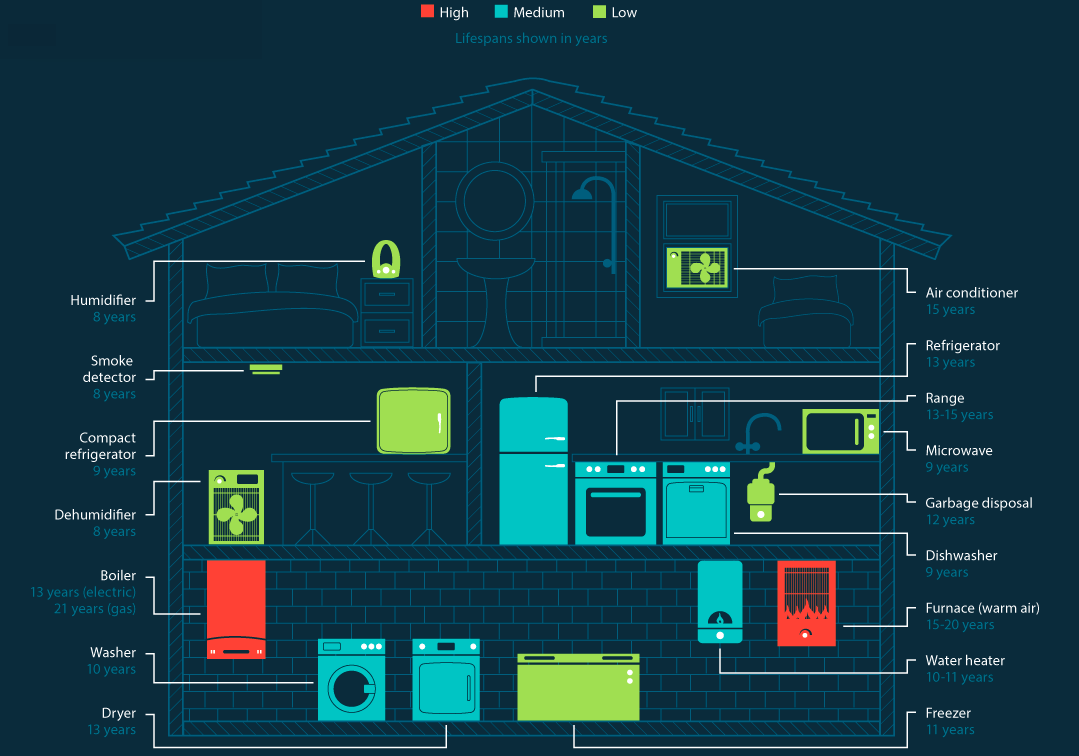 High
Medium
Low
Lifespans shown in years
Humidifier
8 years
Smoke
detector
8 years
Compact
refrigerator
9 years
Dehumidifier
8 years
Boiler
13 years (electric)
21 years (gas)
Washer
10 years
Dryer
13 years
Air conditioner
15 years
Refrigerator
13 years
Range
13-15 years
Microwave
9 years
Garbage disposal
12 years
Dishwasher
9 years
Furnace (warm air)
15-20 years
Water heater
10-11 years
Freezer
11 years